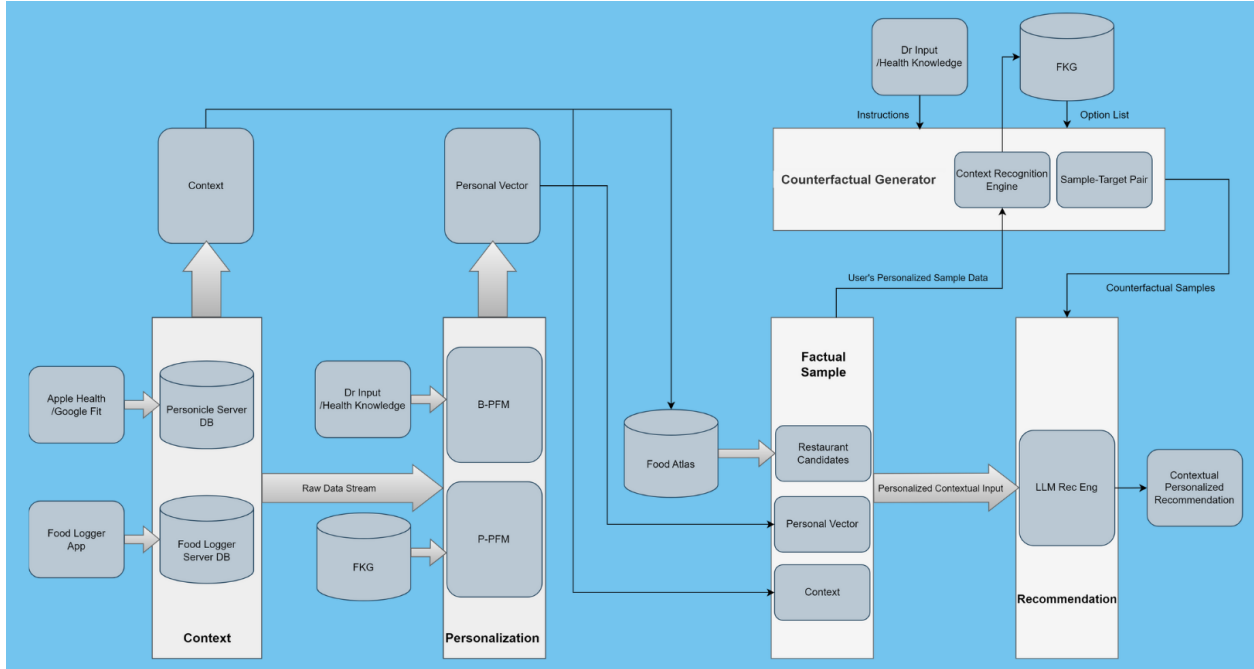 Dr Input
/Health Knowledge
FKG
Instructions
Option List
Context
Personal Vector
Counterfactual Generator
Context Recognition
Engine
Sample-Target Pair
User's Personalized Sample Data
Counterfactual Samples
Apple Health
/Google Fit
Personicle Server
DB
Dr Input
/Health Knowledge
B-PFM
Factual
Sample
Food Atlas
Restaurant
Candidates
Raw Data Stream
Personalized Contextual Input
LLM Rec Eng
Contextual
Personalized
Recommendation
Food Logger
App
Food Logger
Server DB
FKG
P-PFM
Personal Vector
Context
Context
Personalization
Recommendation